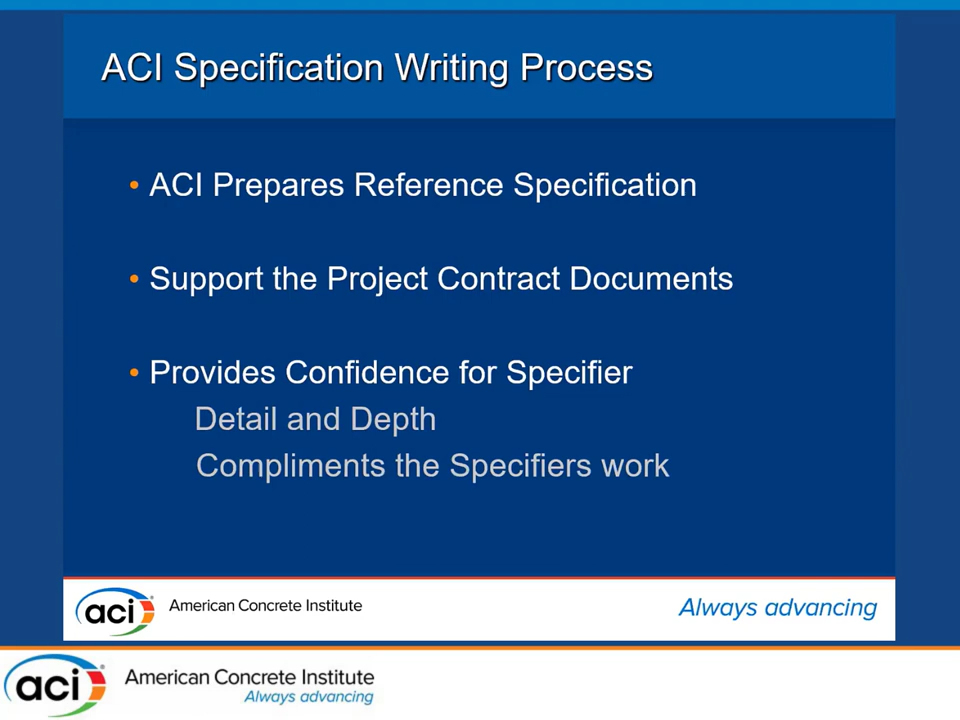 ACI Specification Writing Process
• ACI Prepares Reference Specification
• Support the Project Contract Documents
• Provides Confidence for Specifier
Detail and Depth
Compliments the Specifiers work
aci American Concrete Institute
Always advancing
aci American Concrete Institute
Always advancing